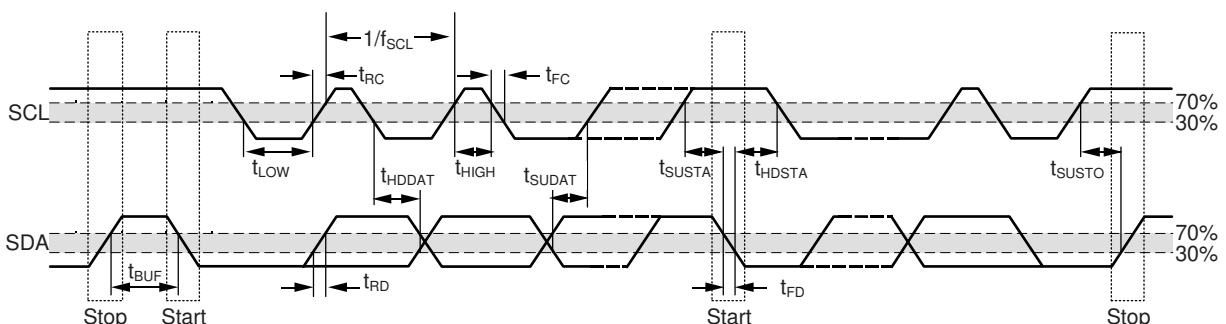 1/fSCL
tRC
tFC
SCL
70%
30%
tLOW
tHDDAT
tHIGH
tSUDAT
tSUSTA
tHDSTA
tSUSTO
SDA
70%
30%
tBUF
tRD
tFD
Stop
Start
Start
Stop